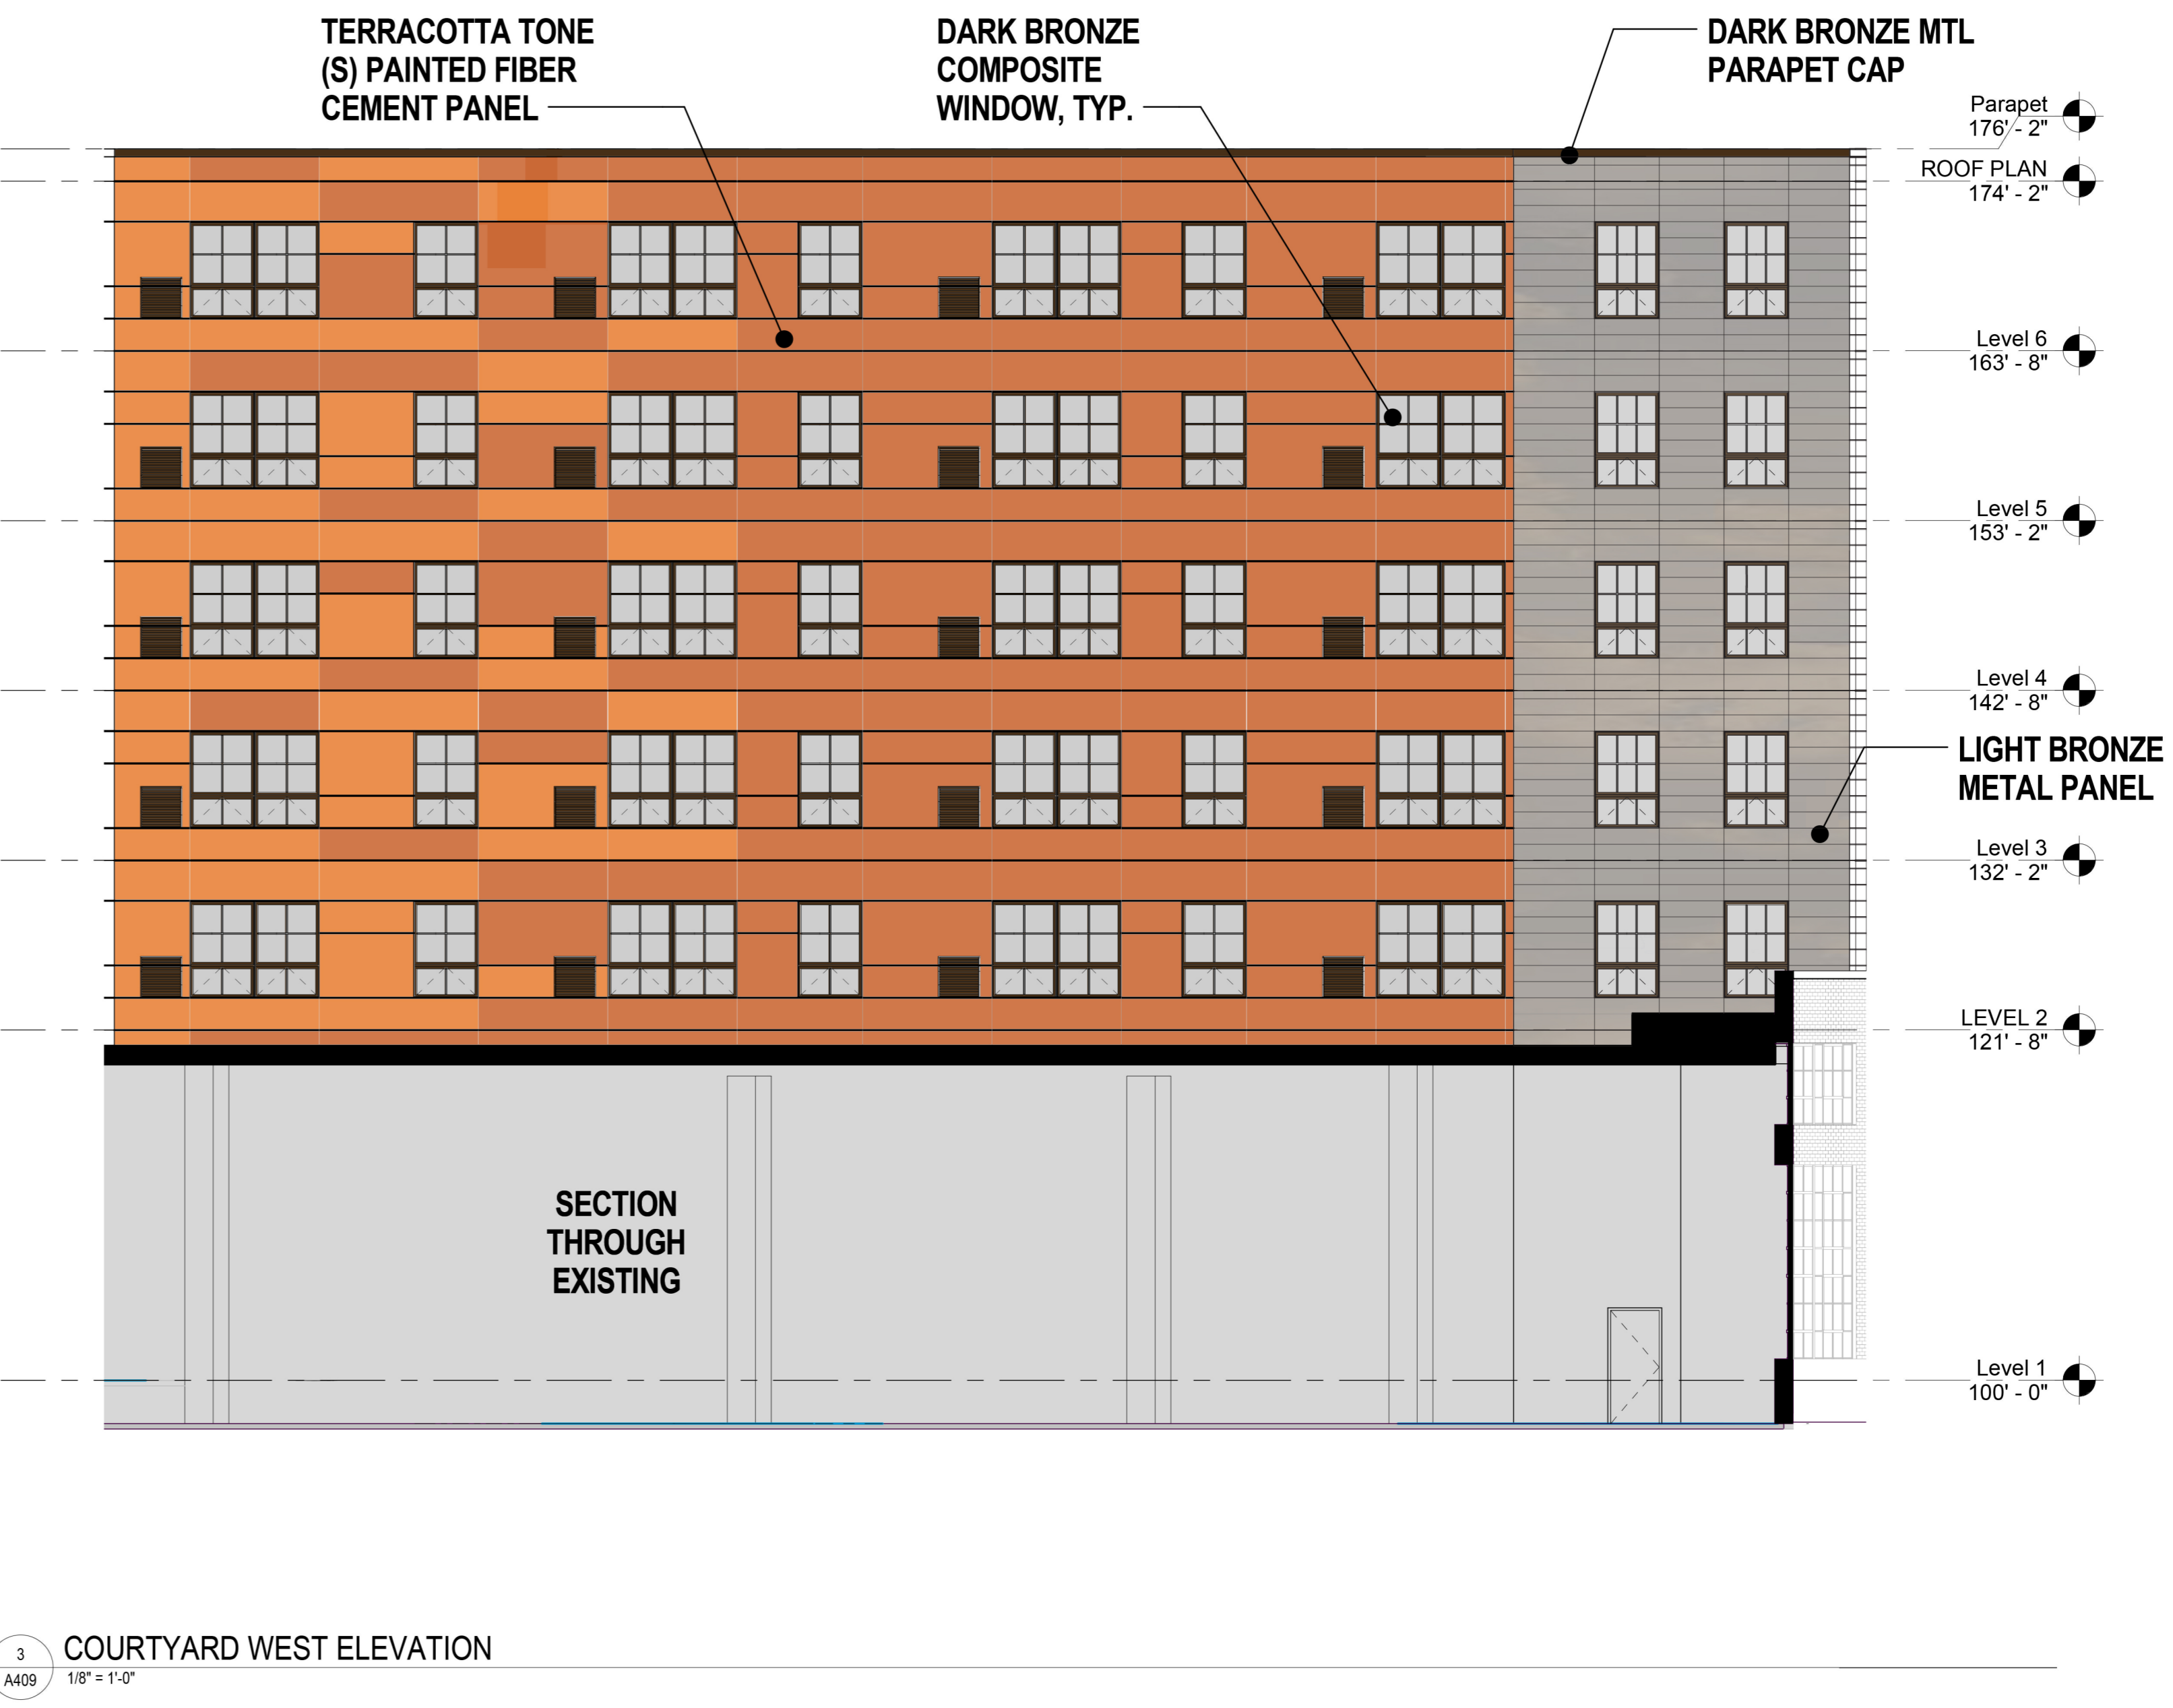 TERRACOTTA TONE
(S) PAINTED FIBER
CEMENT PANEL
DARK BRONZE
COMPOSITE
WINDOW, TYP.
DARK BRONZE MTL
PARAPET CAP
Parapet
176' - 2"
ROOF PLAN
174' - 2"
Level 6
163' - 8"
Level 5
153' - 2"
Level 4
142' - 8"
LIGHT BRONZE
METAL PANEL
Level 3
132' - 2"
LEVEL 2
121' - 8"
SECTION
THROUGH
EXISTING
Level 1
100' - 0"
3
A409
COURTYARD WEST ELEVATION
1/8" = 1'-0"